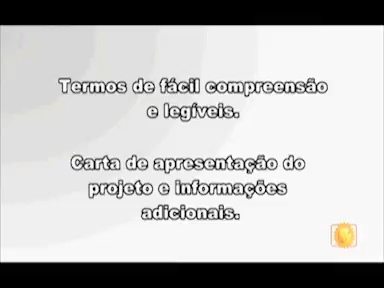 Termos de fácil compreensão
e legíveis.
Carta de apresentação do
projeto e informações
adicionais.